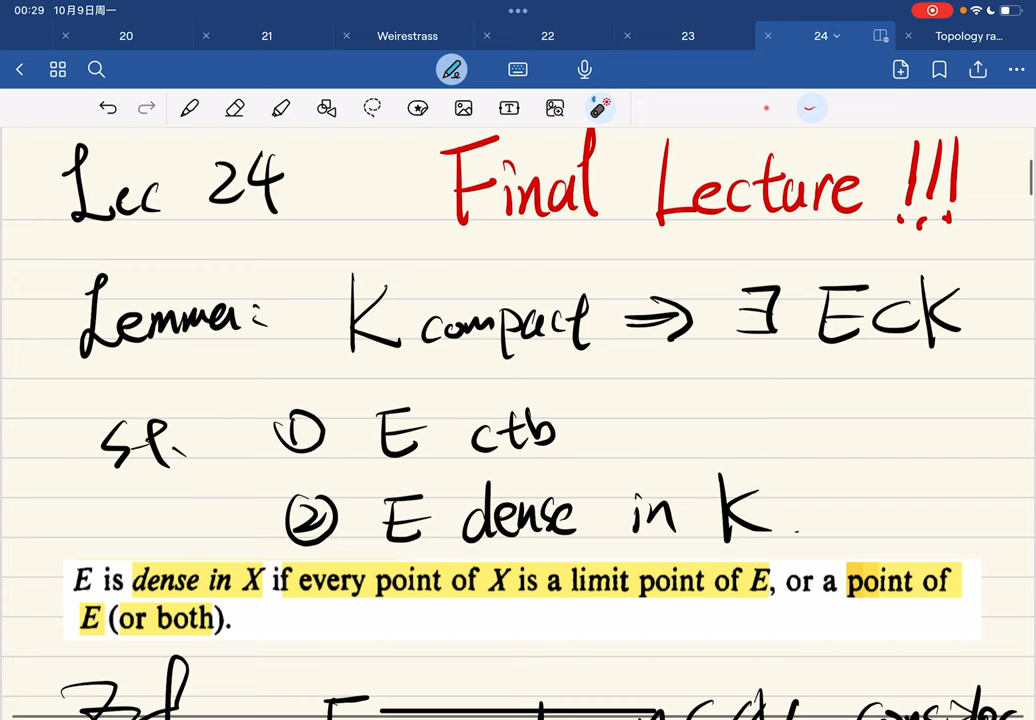 00:29 10月9日周一
20 21 Weirestrass 22 23 24 Topology ra...
T
Lec 24 Final Lecture !!!
Lemma: K compact ⇒ ∃ E⊂K
s.t. ① E ctb
② E dense in K.
E is dense in X if every point of X is a limit point of E, or a point of
E (or both).
consider